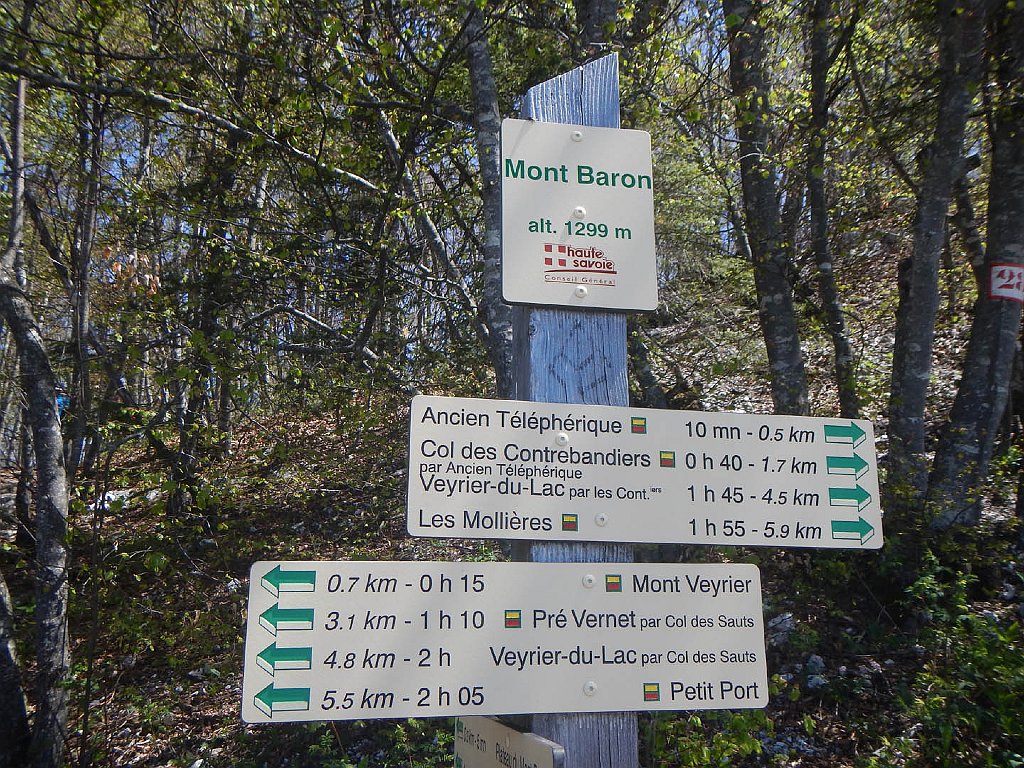 Mont Baron
alt. 1299 m
haute
savoie
Conseil Général
28
Ancien Téléphérique 10 mn - 0.5 km
Col des Contrebandiers 0 h 40 - 1.7 km
par Ancien Téléphérique
Veyrier-du-Lac par les Cont.iers 1 h 45 - 4.5 km
Les Mollières 1 h 55 - 5.9 km
0.7 km - 0 h 15 Mont Veyrier
3.1 km - 1 h 10 Pré Vernet par Col des Sauts
4.8 km - 2 h Veyrier-du-Lac par Col des Sauts
5.5 km - 2 h 05 Petit Port
Plateau du Mont